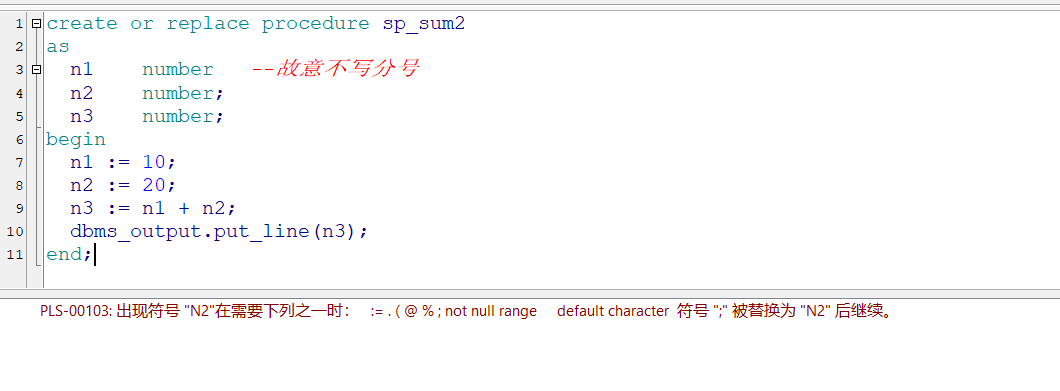 1 create or replace procedure sp_sum2
2 as
3 n1 number --故意不写分号
4 n2 number;
5 n3 number;
6 begin
7 n1 := 10;
8 n2 := 20;
9 n3 := n1 + n2;
10 dbms_output.put_line(n3);
11 end;
PLS-00103: 出现符号 "N2"在需要下列之一时： := . ( @ % ; not null range default character 符号 ";" 被替换为 "N2" 后继续。